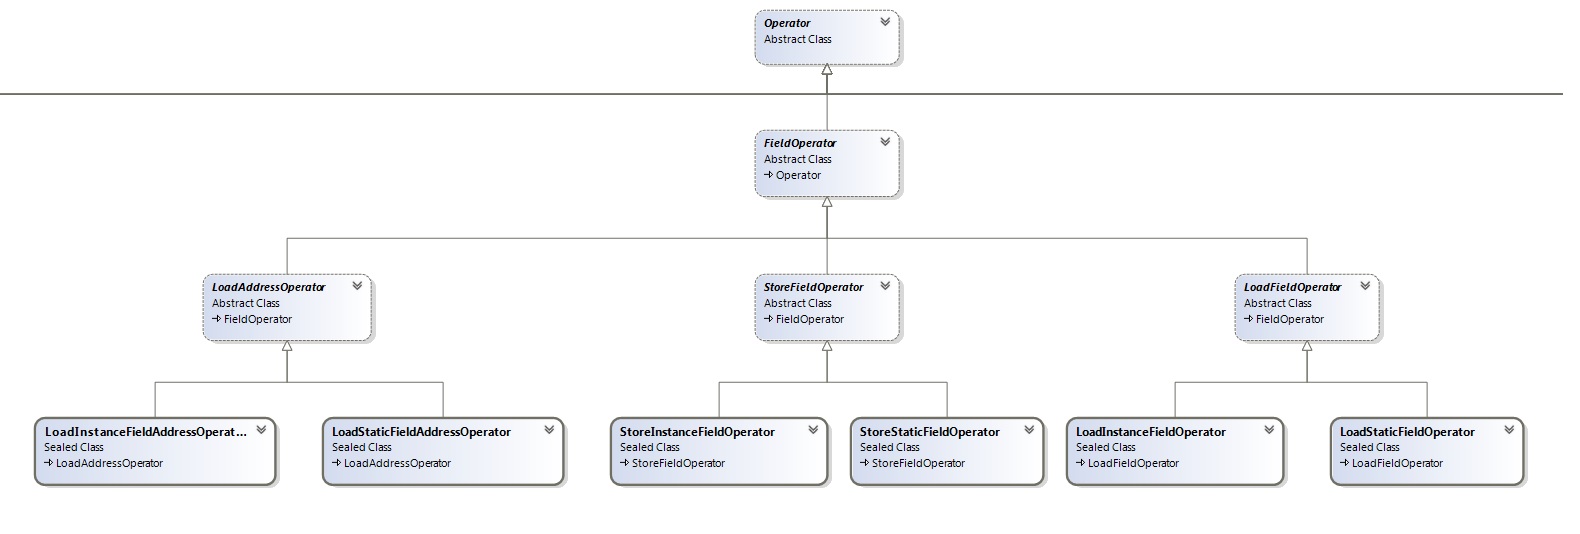 Operator
Abstract Class
FieldOperator
Abstract Class
Operator
LoadAddressOperator
Abstract Class
FieldOperator
StoreFieldOperator
Abstract Class
FieldOperator
LoadFieldOperator
Abstract Class
FieldOperator
LoadInstanceFieldAddressOperat...
Sealed Class
LoadAddressOperator
LoadStaticFieldAddressOperator
Sealed Class
LoadAddressOperator
StoreInstanceFieldOperator
Sealed Class
StoreFieldOperator
StoreStaticFieldOperator
Sealed Class
StoreFieldOperator
LoadInstanceFieldOperator
Sealed Class
LoadFieldOperator
LoadStaticFieldOperator
Sealed Class
LoadFieldOperator